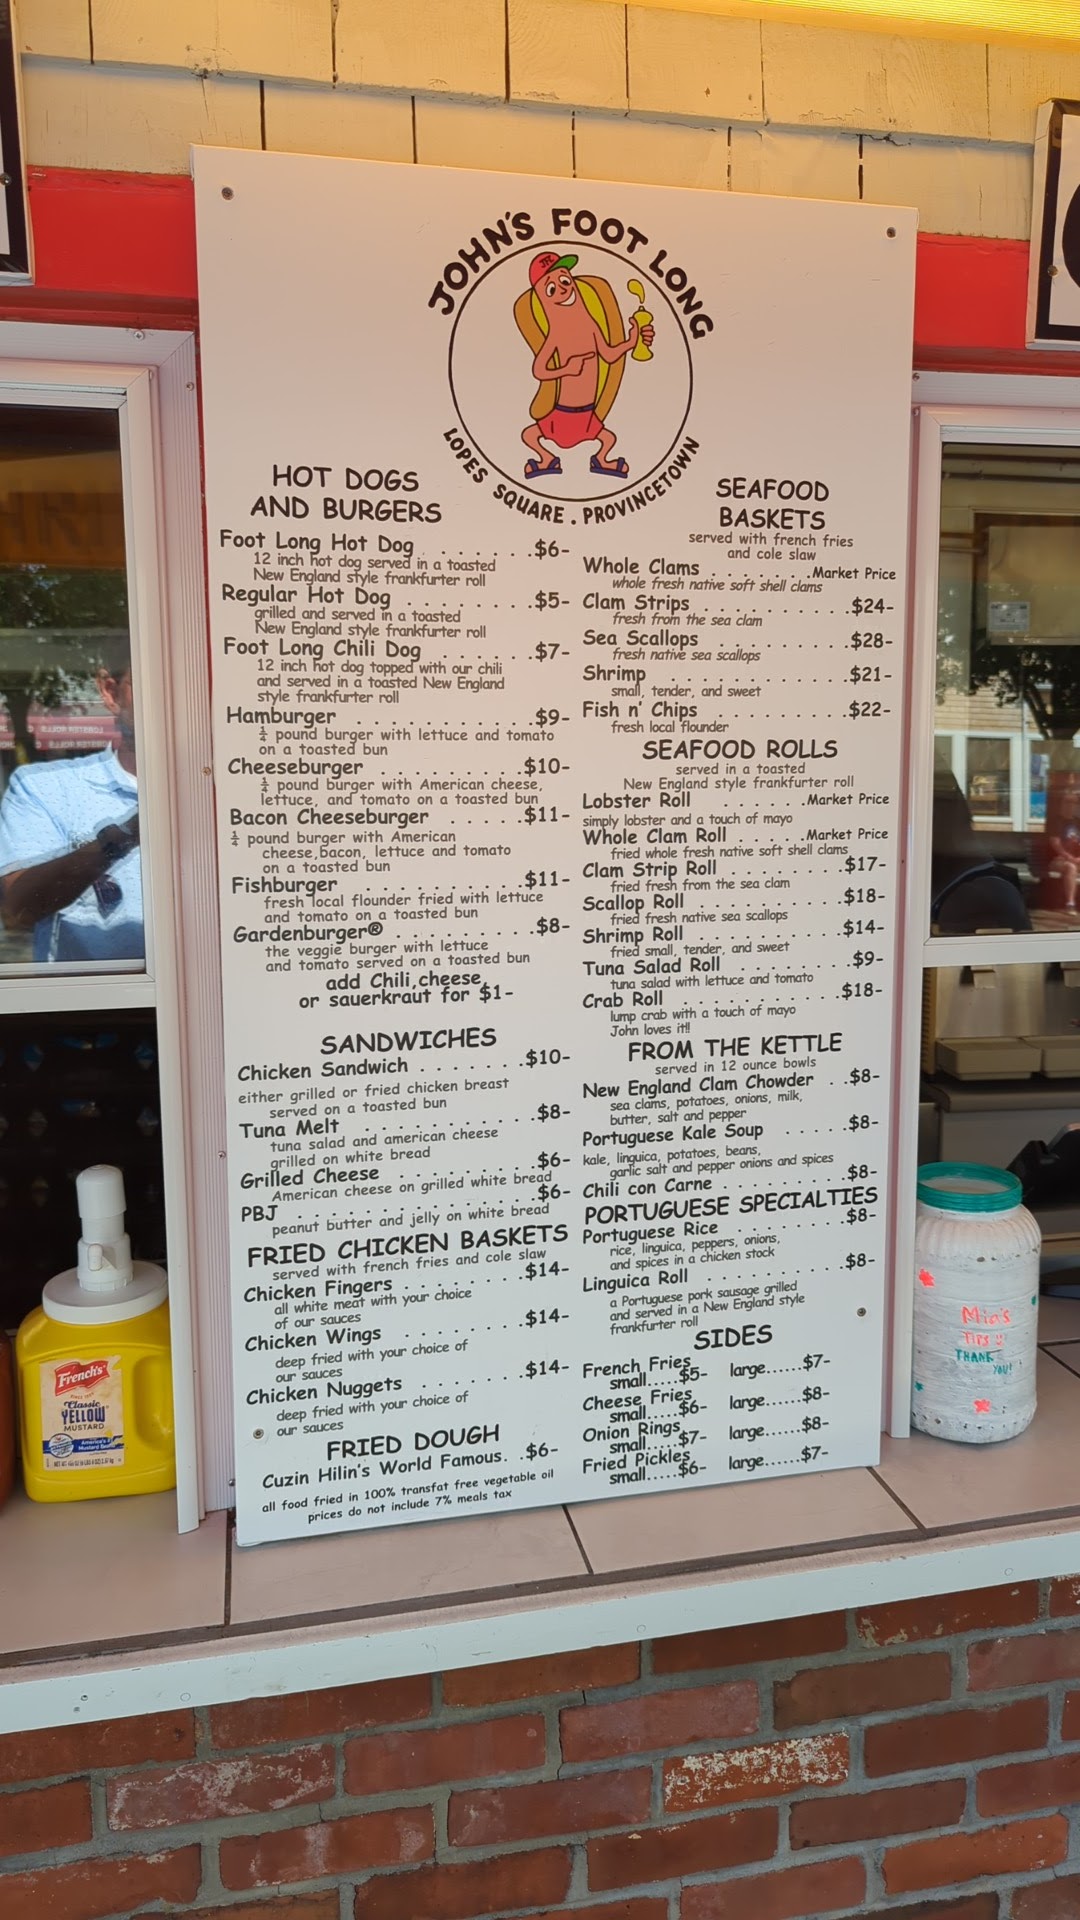 JOHN'S FOOT LONG
LOPES SQUARE . PROVINCETOWN
HOT DOGS
AND BURGERS
Foot Long Hot Dog . . . . . . .$6-
12 inch hot dog served in a toasted
New England style frankfurter roll
Regular Hot Dog . . . . . . . .$5-
grilled and served in a toasted
New England style frankfurter roll
Foot Long Chili Dog . . . . . .$7-
12 inch hot dog topped with our chili
and served in a toasted New England
style frankfurter roll
Hamburger . . . . . . . . . . .$9-
¼ pound burger with lettuce and tomato
on a toasted bun
Cheeseburger . . . . . . . . .$10-
¼ pound burger with American cheese,
lettuce, and tomato on a toasted bun
Bacon Cheeseburger . . . . .$11-
¼ pound burger with American
cheese,bacon, lettuce and tomato
on a toasted bun
Fishburger . . . . . . . . . .$11-
fresh local flounder fried with lettuce
and tomato on a toasted bun
Gardenburger® . . . . . . . . .$8-
the veggie burger with lettuce
and tomato served on a toasted bun
add Chili,cheese,
or sauerkraut for $1-
SANDWICHES
Chicken Sandwich . . . . . . .$10-
either grilled or fried chicken breast
served on a toasted bun
Tuna Melt . . . . . . . . . . .$8-
tuna salad and american cheese
grilled on white bread
Grilled Cheese . . . . . . . . .$6-
American cheese on grilled white bread
PBJ . . . . . . . . . . . . . .$6-
peanut butter and jelly on white bread
FRIED CHICKEN BASKETS
served with french fries and cole slaw
Chicken Fingers . . . . . . . .$14-
all white meat with your choice
of our sauces
Chicken Wings . . . . . . . .$14-
deep fried with your choice of
our sauces
Chicken Nuggets . . . . . . . .$14-
deep fried with your choice of
our sauces
FRIED DOUGH
Cuzin Hilin's World Famous. .$6-
all food fried in 100% transfat free vegetable oil
prices do not include 7% meals tax
SEAFOOD
BASKETS
served with french fries
and cole slaw
Whole Clams . . . . . . . .Market Price
whole fresh native soft shell clams
Clam Strips . . . . . . . . . .$24-
fresh from the sea clam
Sea Scallops . . . . . . . . .$28-
fresh native sea scallops
Shrimp . . . . . . . . . . . .$21-
small, tender, and sweet
Fish n' Chips . . . . . . . . .$22-
fresh local flounder
SEAFOOD ROLLS
served in a toasted
New England style frankfurter roll
Lobster Roll . . . . . . .Market Price
simply lobster and a touch of mayo
Whole Clam Roll . . . . . .Market Price
fried whole fresh native soft shell clams
Clam Strip Roll . . . . . . . .$17-
fried fresh from the sea clam
Scallop Roll . . . . . . . . . .$18-
fried fresh native sea scallops
Shrimp Roll . . . . . . . . . .$14-
fried small, tender, and sweet
Tuna Salad Roll . . . . . . . .$9-
tuna salad with lettuce and tomato
Crab Roll . . . . . . . . . . .$18-
lump crab with a touch of mayo
John loves it!!
FROM THE KETTLE
served in 12 ounce bowls
New England Clam Chowder . .$8-
sea clams, potatoes, onions, milk,
butter, salt and pepper
Portuguese Kale Soup . . . . .$8-
kale, linguica, potatoes, beans,
garlic salt and pepper onions and spices
Chili con Carne . . . . . . . .$8-
PORTUGUESE SPECIALTIES
Portuguese Rice . . . . . . . .$8-
rice, linguica, peppers, onions,
and spices in a chicken stock
Linguica Roll . . . . . . . . . .$8-
a Portuguese pork sausage grilled
and served in a New England style
frankfurter roll
SIDES
French Fries
small.....$5- large......$7-
Cheese Fries
small.....$6- large......$8-
Onion Rings
small.....$7- large......$8-
Fried Pickles
small.....$6- large......$7-
French's
Classic
YELLOW
MUSTARD
Mia's
TIPS
THANK
YOU!